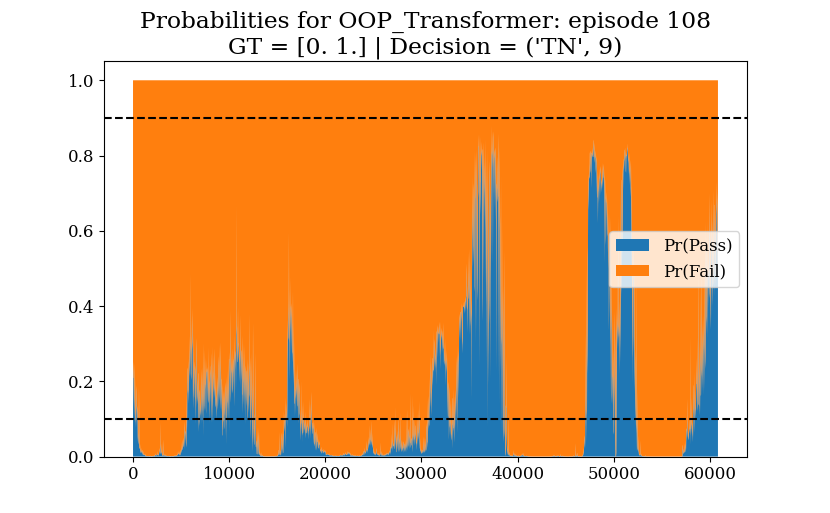 Probabilities for OOP_Transformer: episode 108
GT = [0. 1.] | Decision = ('TN', 9)
1.0
0.8
0.6
0.4
0.2
0.0
Pr(Pass)
Pr(Fail)
0 10000 20000 30000 40000 50000 60000